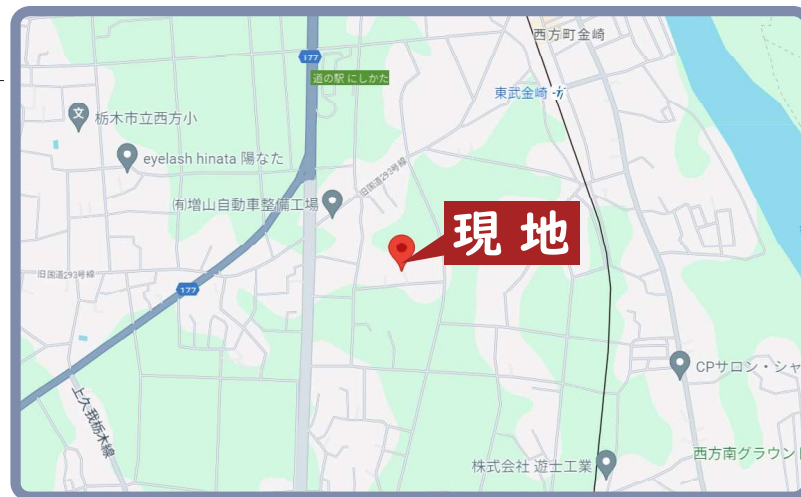 西方町金崎
177
道の駅 にしかた
東武金崎
文
栃木市立西方小
eyelash hinata 陽なた
旧国道293号線
㈲増山自動車整備工場
現地
旧国道293号線
177
CPサロン・シャ
上久我栃木線
西方南グラウン
株式会社 遊士工業